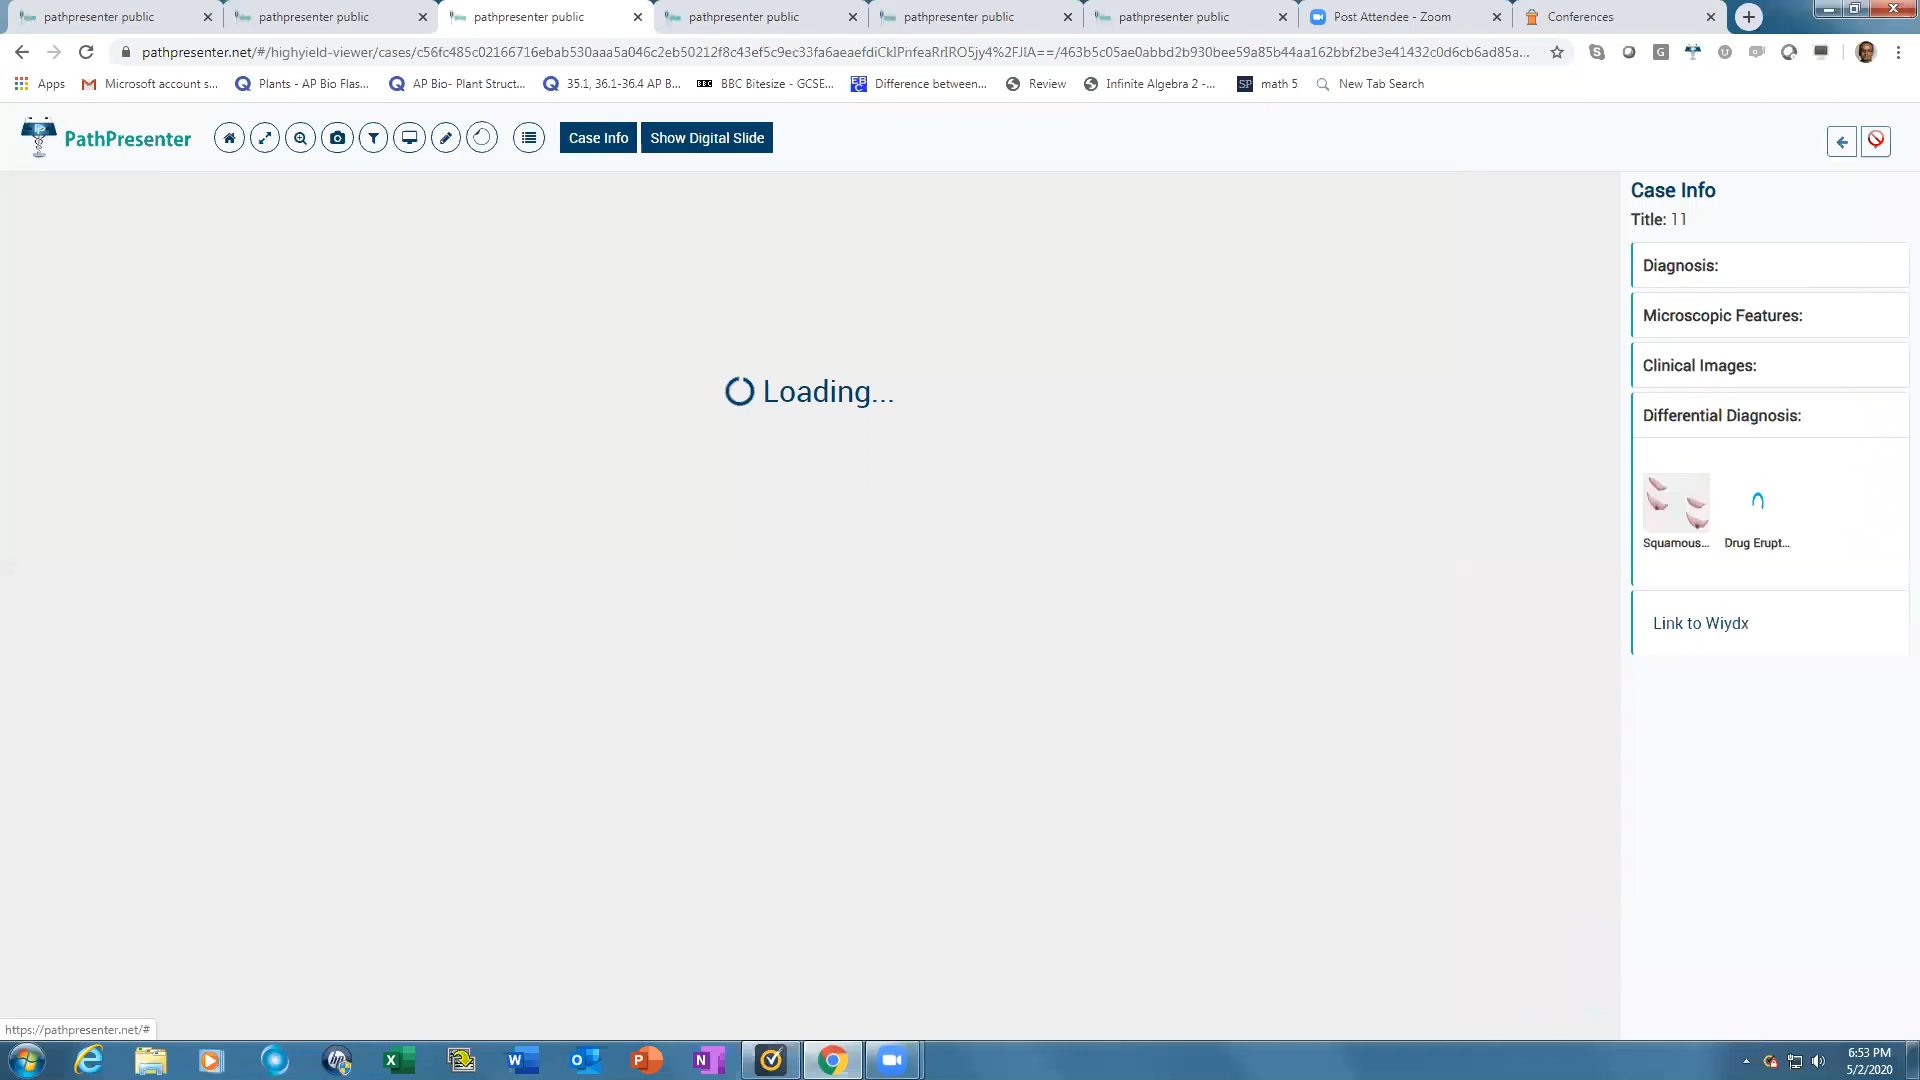 pathpresenter public
pathpresenter public
pathpresenter public
pathpresenter public
pathpresenter public
pathpresenter public
Post Attendee - Zoom
Conferences
pathpresenter.net/#/highyield-viewer/cases/c56fc485c02166716ebab530aaa5a046c2eb50212f8c43ef5c9ec33fa6aeaefdiCklPnfeaRrIRO5jy4%2FJIA==/463b5c05ae0abbd2b930bee59a85b44aa162bbf2be3e41432c0d6cb6ad85a...
Apps
Microsoft account s...
Plants - AP Bio Flas...
AP Bio- Plant Struct...
35.1, 36.1-36.4 AP B...
BBC Bitesize - GCSE...
Difference between...
Review
Infinite Algebra 2 -...
math 5
New Tab Search
PathPresenter
Case Info
Show Digital Slide
Loading...
Case Info
Title: 11
Diagnosis:
Microscopic Features:
Clinical Images:
Differential Diagnosis:
Squamous...
Drug Erupt...
Link to Wiydx
https://pathpresenter.net/#
6:53 PM
5/2/2020